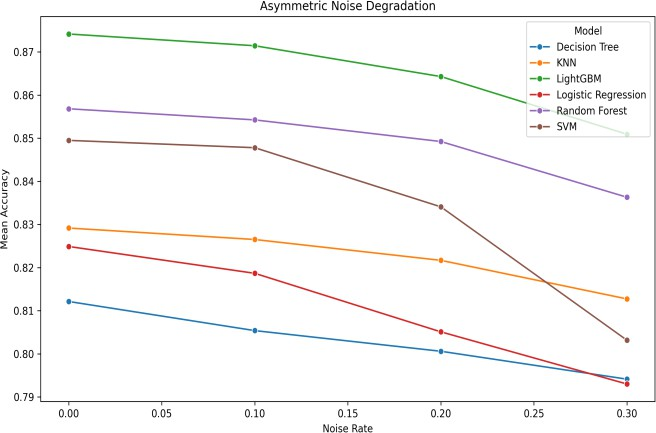 Asymmetric Noise Degradation
Mean Accuracy
0.87
0.86
0.85
0.84
0.83
0.82
0.81
0.80
0.79
Model
Decision Tree
KNN
LightGBM
Logistic Regression
Random Forest
SVM
0.00 0.05 0.10 0.15 0.20 0.25 0.30
Noise Rate